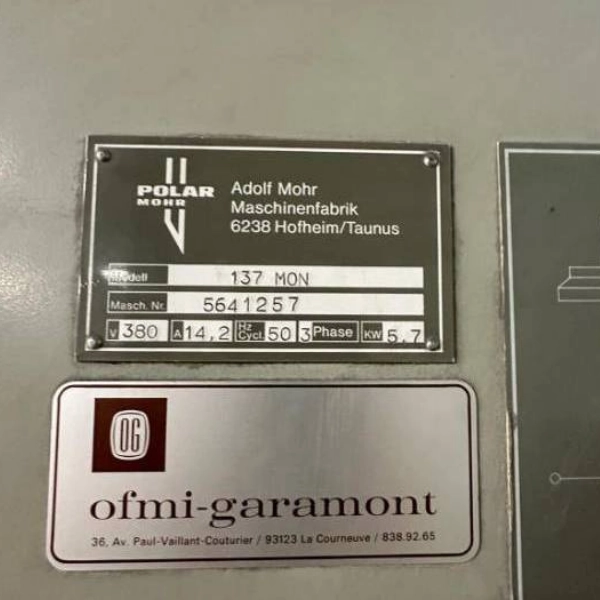 POLAR
MOHR
Adolf Mohr
Maschinenfabrik
6238 Hofheim/Taunus
Modell 137 MON
Masch. Nr. 5641257
V 380 A 14,2 Hz Cycl. 50 3 Phase KW 5,7
OG
ofmi-garamont
36, Av. Paul-Vaillant-Couturier / 93123 La Courneuve / 838.92.65